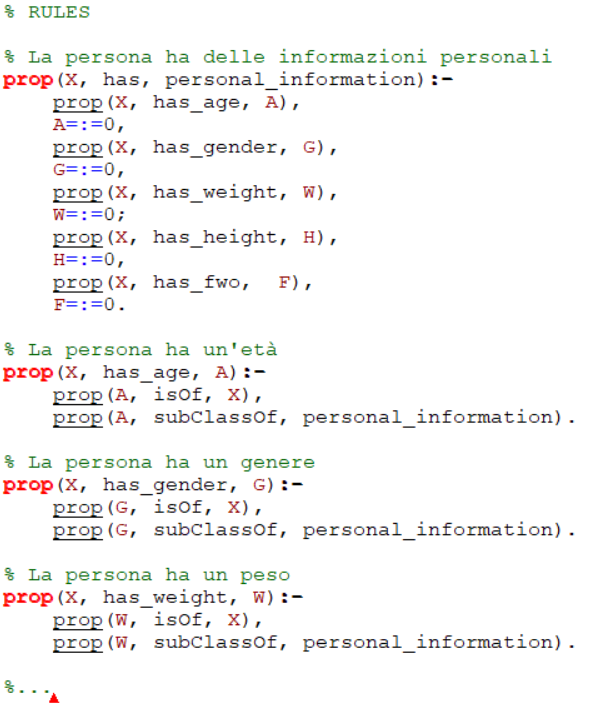 % RULES
% La persona ha delle informazioni personali
prop(X, has, personal_information):-
prop(X, has_age, A),
A=:=0,
prop(X, has_gender, G),
G=:=0,
prop(X, has_weight, W),
W=:=0;
prop(X, has_height, H),
H=:=0,
prop(X, has_fwo,  F),
F=:=0.
% La persona ha un'età
prop(X, has_age, A):-
prop(A, isOf, X),
prop(A, subClassOf, personal_information).
% La persona ha un genere
prop(X, has_gender, G):-
prop(G, isOf, X),
prop(G, subClassOf, personal_information).
% La persona ha un peso
prop(X, has_weight, W):-
prop(W, isOf, X),
prop(W, subClassOf, personal_information).
%...